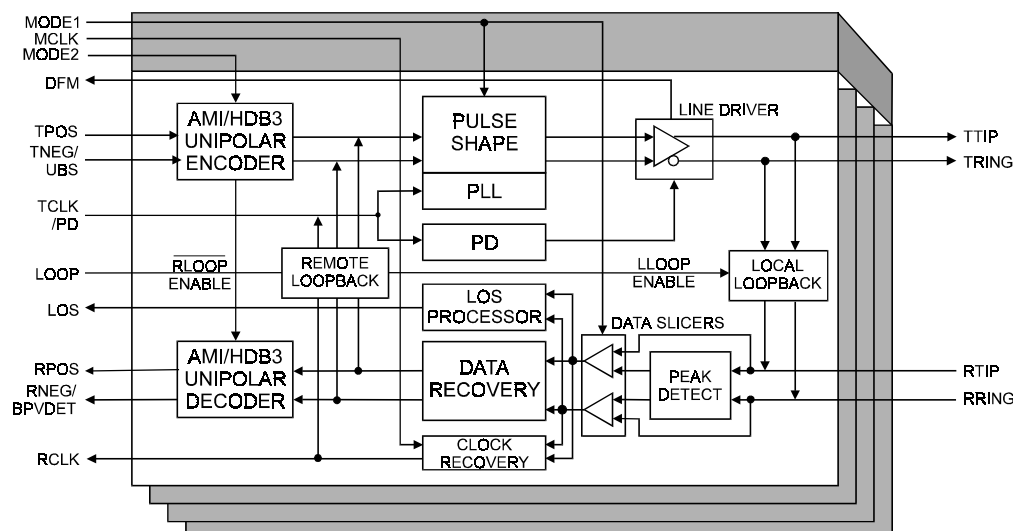 MODE1
MCLK
MODE2
DFM
TPOS
TNEG/
UBS
TCLK
/PD
LOOP
LOS
RPOS
RNEG/
BPVDET
RCLK
AMI/HDB3
UNIPOLAR
ENCODER
PULSE
SHAPE
PLL
PD
LINE DRIVER
TTIP
TRING
RLOOP
ENABLE
REMOTE
LOOPBACK
LLOOP
ENABLE
LOCAL
LOOPBACK
LOS
PROCESSOR
DATA SLICERS
AMI/HDB3
UNIPOLAR
DECODER
DATA
RECOVERY
PEAK
DETECT
CLOCK
RECOVERY
RTIP
RRING